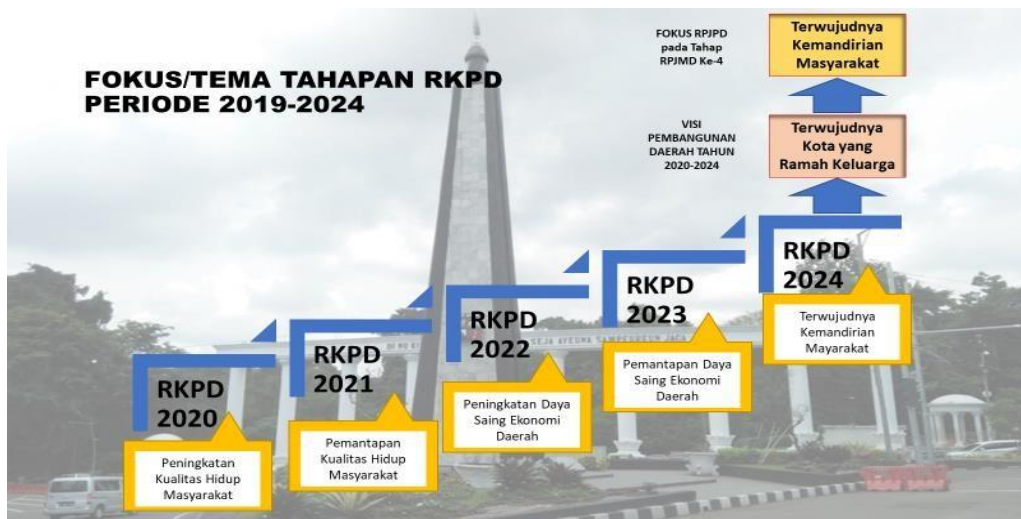 FOKUS/TEMA TAHAPAN RKPD
PERIODE 2019-2024
FOKUS RPJPD
pada Tahap
RPJMD Ke-4
Terwujudnya
Kemandirian
Masyarakat
VISI
PEMBANGUNAN
DAERAH TAHUN
2020-2024
Terwujudnya
Kota yang
Ramah Keluarga
RKPD
2020
Peningkatan
Kualitas Hidup
Masyarakat
RKPD
2021
Pemantapan
Kualitas Hidup
Masyarakat
RKPD
2022
Peningkatan Daya
Saing Ekonomi
Daerah
RKPD
2023
Pemantapan Daya
Saing Ekonomi
Daerah
RKPD
2024
Terwujudnya
Kemandirian
Mayarakat